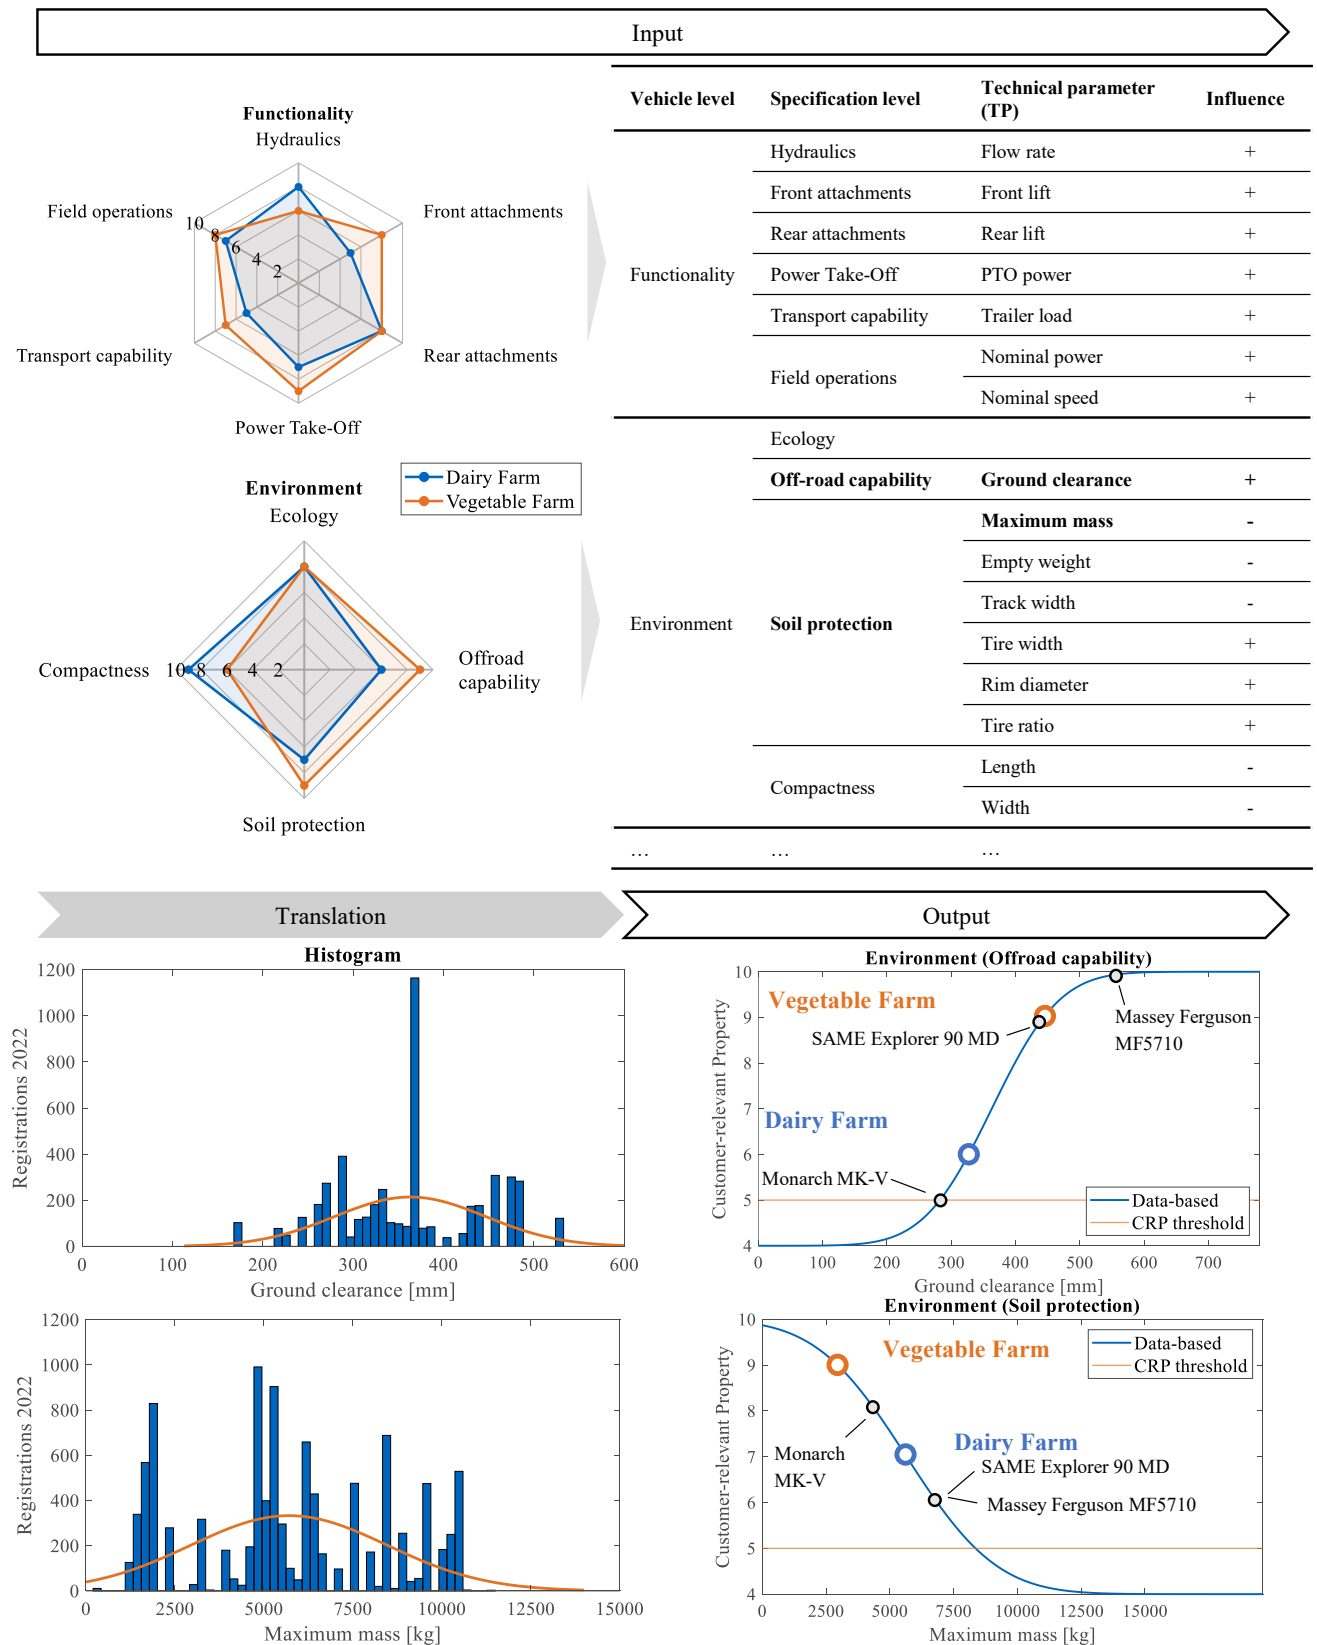 Input
Functionality
Hydraulics
Field operations
Front attachments
10
8
6
4
2
Transport capability
Rear attachments
Power Take-Off
Dairy Farm
Vegetable Farm
Environment
Ecology
Compactness
10
8
6
4
2
Offroad
capability
Soil protection
Vehicle level Specification level Technical parameter (TP) Influence
Functionality
Hydraulics Flow rate +
Front attachments Front lift +
Rear attachments Rear lift +
Power Take-Off PTO power +
Transport capability Trailer load +
Field operations
Nominal power +
Nominal speed +
Environment
Ecology
Off-road capability Ground clearance +
Soil protection
Maximum mass -
Empty weight -
Track width -
Tire width +
Rim diameter +
Tire ratio +
Compactness
Length -
Width -
… … …
Translation
Output
Histogram
1200
1000
800
600
400
200
0
Registrations 2022
0 100 200 300 400 500 600
Ground clearance [mm]
Environment (Offroad capability)
10
9
8
7
6
5
4
Customer-relevant Property
Vegetable Farm
SAME Explorer 90 MD
Massey Ferguson
MF5710
Dairy Farm
Monarch MK-V
Data-based
CRP threshold
0 100 200 300 400 500 600 700
Ground clearance [mm]
1200
1000
800
600
400
200
0
Registrations 2022
0 2500 5000 7500 10000 12500 15000
Maximum mass [kg]
Environment (Soil protection)
10
9
8
7
6
5
4
Customer-relevant Property
Vegetable Farm
Data-based
CRP threshold
Monarch
MK-V
Dairy Farm
SAME Explorer 90 MD
Massey Ferguson MF5710
0 2500 5000 7500 10000 12500 15000
Maximum mass [kg]